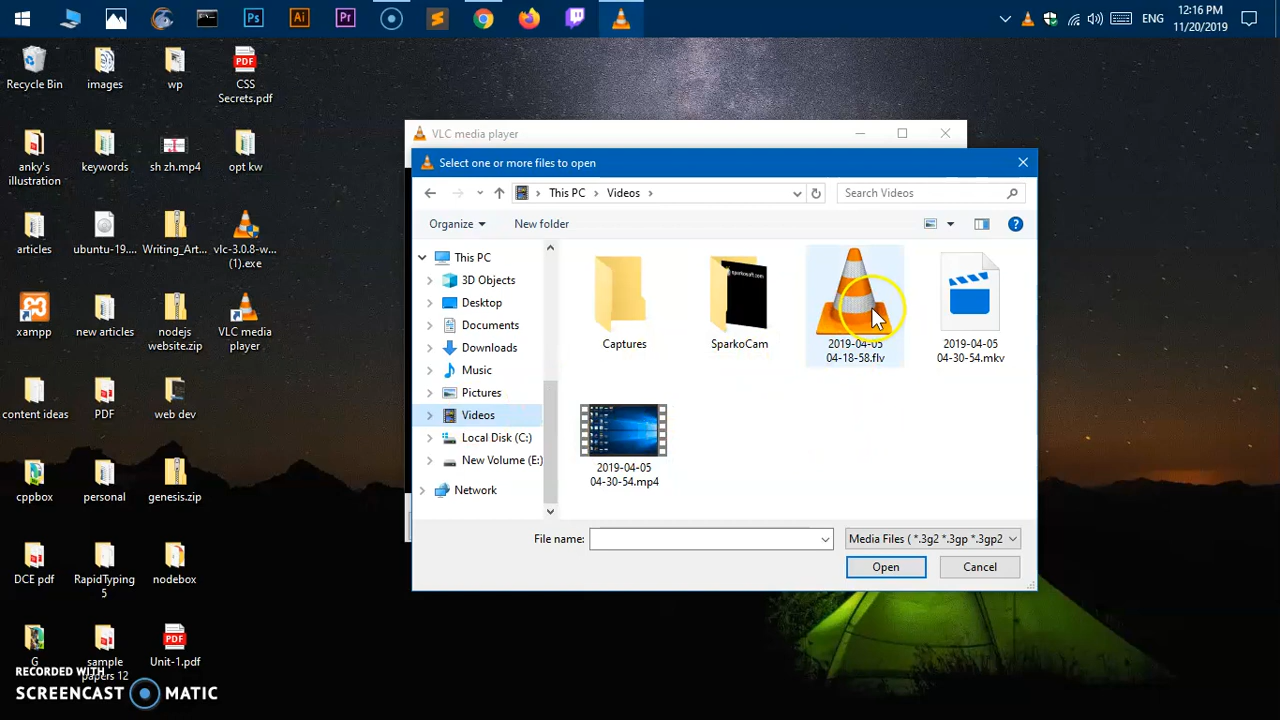 12:16 PM
ENG
11/20/2019
Recycle Bin
images
wp
CSS
Secrets.pdf
anky's
illustration
keywords
sh zh.mp4
opt kw
articles
ubuntu-19....
Writing_Art...
vlc-3.0.8-w...
(1).exe
xampp
new articles
nodejs
website.zip
VLC media
player
content ideas
PDF
web dev
cppbox
personal
genesis.zip
DCE pdf
RapidTyping
5
nodebox
G
sample
papers 12
Unit-1.pdf
VLC media player
Select one or more files to open
This PC
Videos
Search Videos
Organize
New folder
This PC
3D Objects
Desktop
Documents
Downloads
Music
Pictures
Videos
Local Disk (C:)
New Volume (E:)
Network
Captures
sparkosoft.com
SparkoCam
2019-04-05
04-18-58.flv
2019-04-05
04-30-54.mkv
2019-04-05
04-30-54.mp4
File name:
Media Files ( *.3g2 *.3gp *.3gp2
Open
Cancel
RECORDED WITH
SCREENCAST MATIC